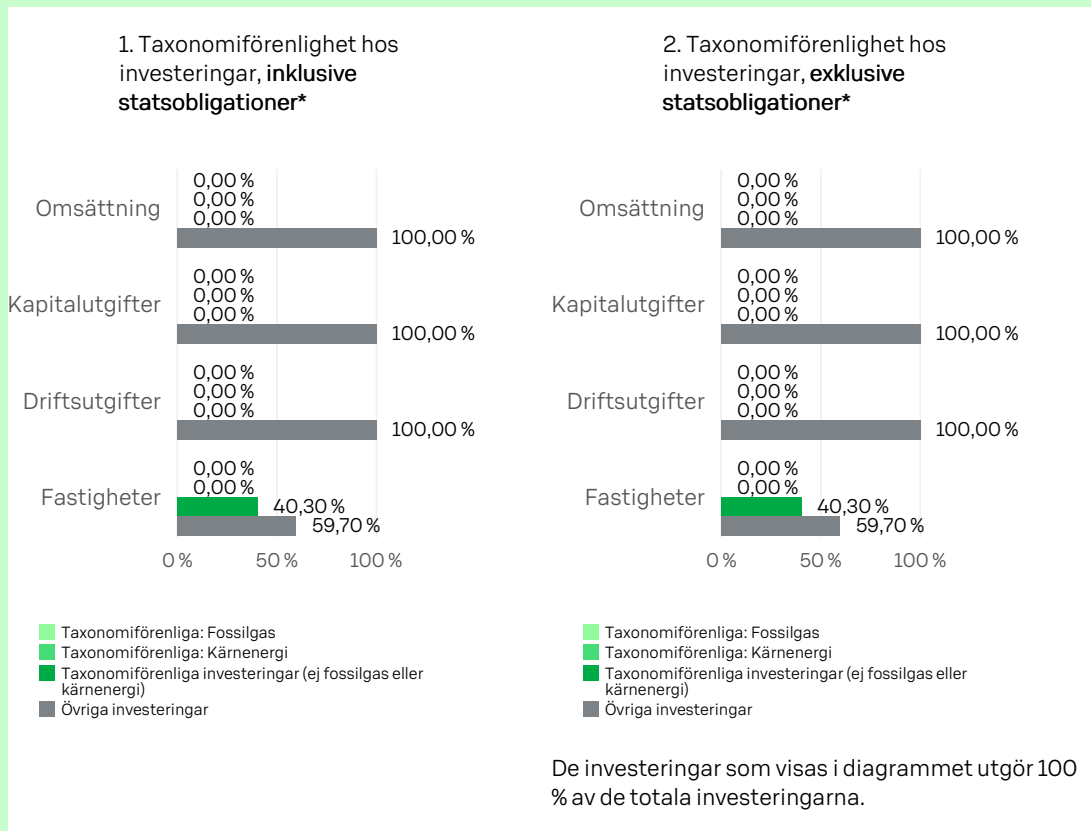 1. Taxonomiförenlighet hos
investeringar, inklusive
statsobligationer*
Omsättning
0,00 %
0,00 %
0,00 %
100,00 %
Kapitalutgifter
0,00 %
0,00 %
0,00 %
100,00 %
Driftsutgifter
0,00 %
0,00 %
0,00 %
100,00 %
Fastigheter
0,00 %
0,00 %
40,30 %
59,70 %
0 %
50 %
100 %
Taxonomiförenliga: Fossilgas
Taxonomiförenliga: Kärnenergi
Taxonomiförenliga investeringar (ej fossilgas eller
kärnenergi)
Övriga investeringar
2. Taxonomiförenlighet hos
investeringar, exklusive
statsobligationer*
Omsättning
0,00 %
0,00 %
0,00 %
100,00 %
Kapitalutgifter
0,00 %
0,00 %
0,00 %
100,00 %
Driftsutgifter
0,00 %
0,00 %
0,00 %
100,00 %
Fastigheter
0,00 %
0,00 %
40,30 %
59,70 %
0 %
50 %
100 %
Taxonomiförenliga: Fossilgas
Taxonomiförenliga: Kärnenergi
Taxonomiförenliga investeringar (ej fossilgas eller
kärnenergi)
Övriga investeringar
De investeringar som visas i diagrammet utgör 100
% av de totala investeringarna.